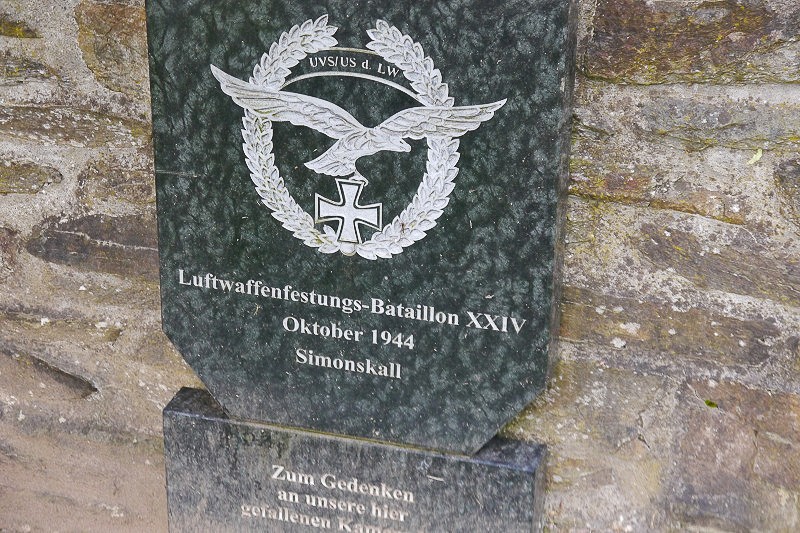 UVS/US d. LW
Luftwaffenfestungs-Bataillon XXIV
Oktober 1944
Simonskall
Zum Gedenken
an unsere hier
gefallenen